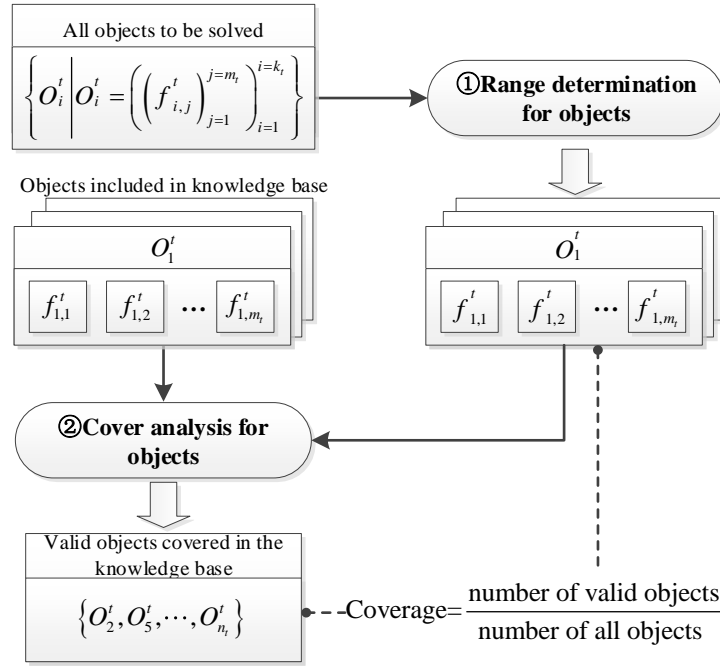 All objects to be solved
{O_i^t | O_i^t = ((f_{i,j}^t)_{j=1}^{j=m_t})_{i=1}^{i=k_t}}
①Range determination
for objects
Objects included in knowledge base
O_1^t
f_{1,1}^t f_{1,2}^t ··· f_{1,m_t}^t
O_1^t
f_{1,1}^t f_{1,2}^t ··· f_{1,m_t}^t
②Cover analysis for
objects
Valid objects covered in the
knowledge base
{O_2^t, O_5^t, ···, O_{n_t}^t}
Coverage=
number of valid objects
number of all objects